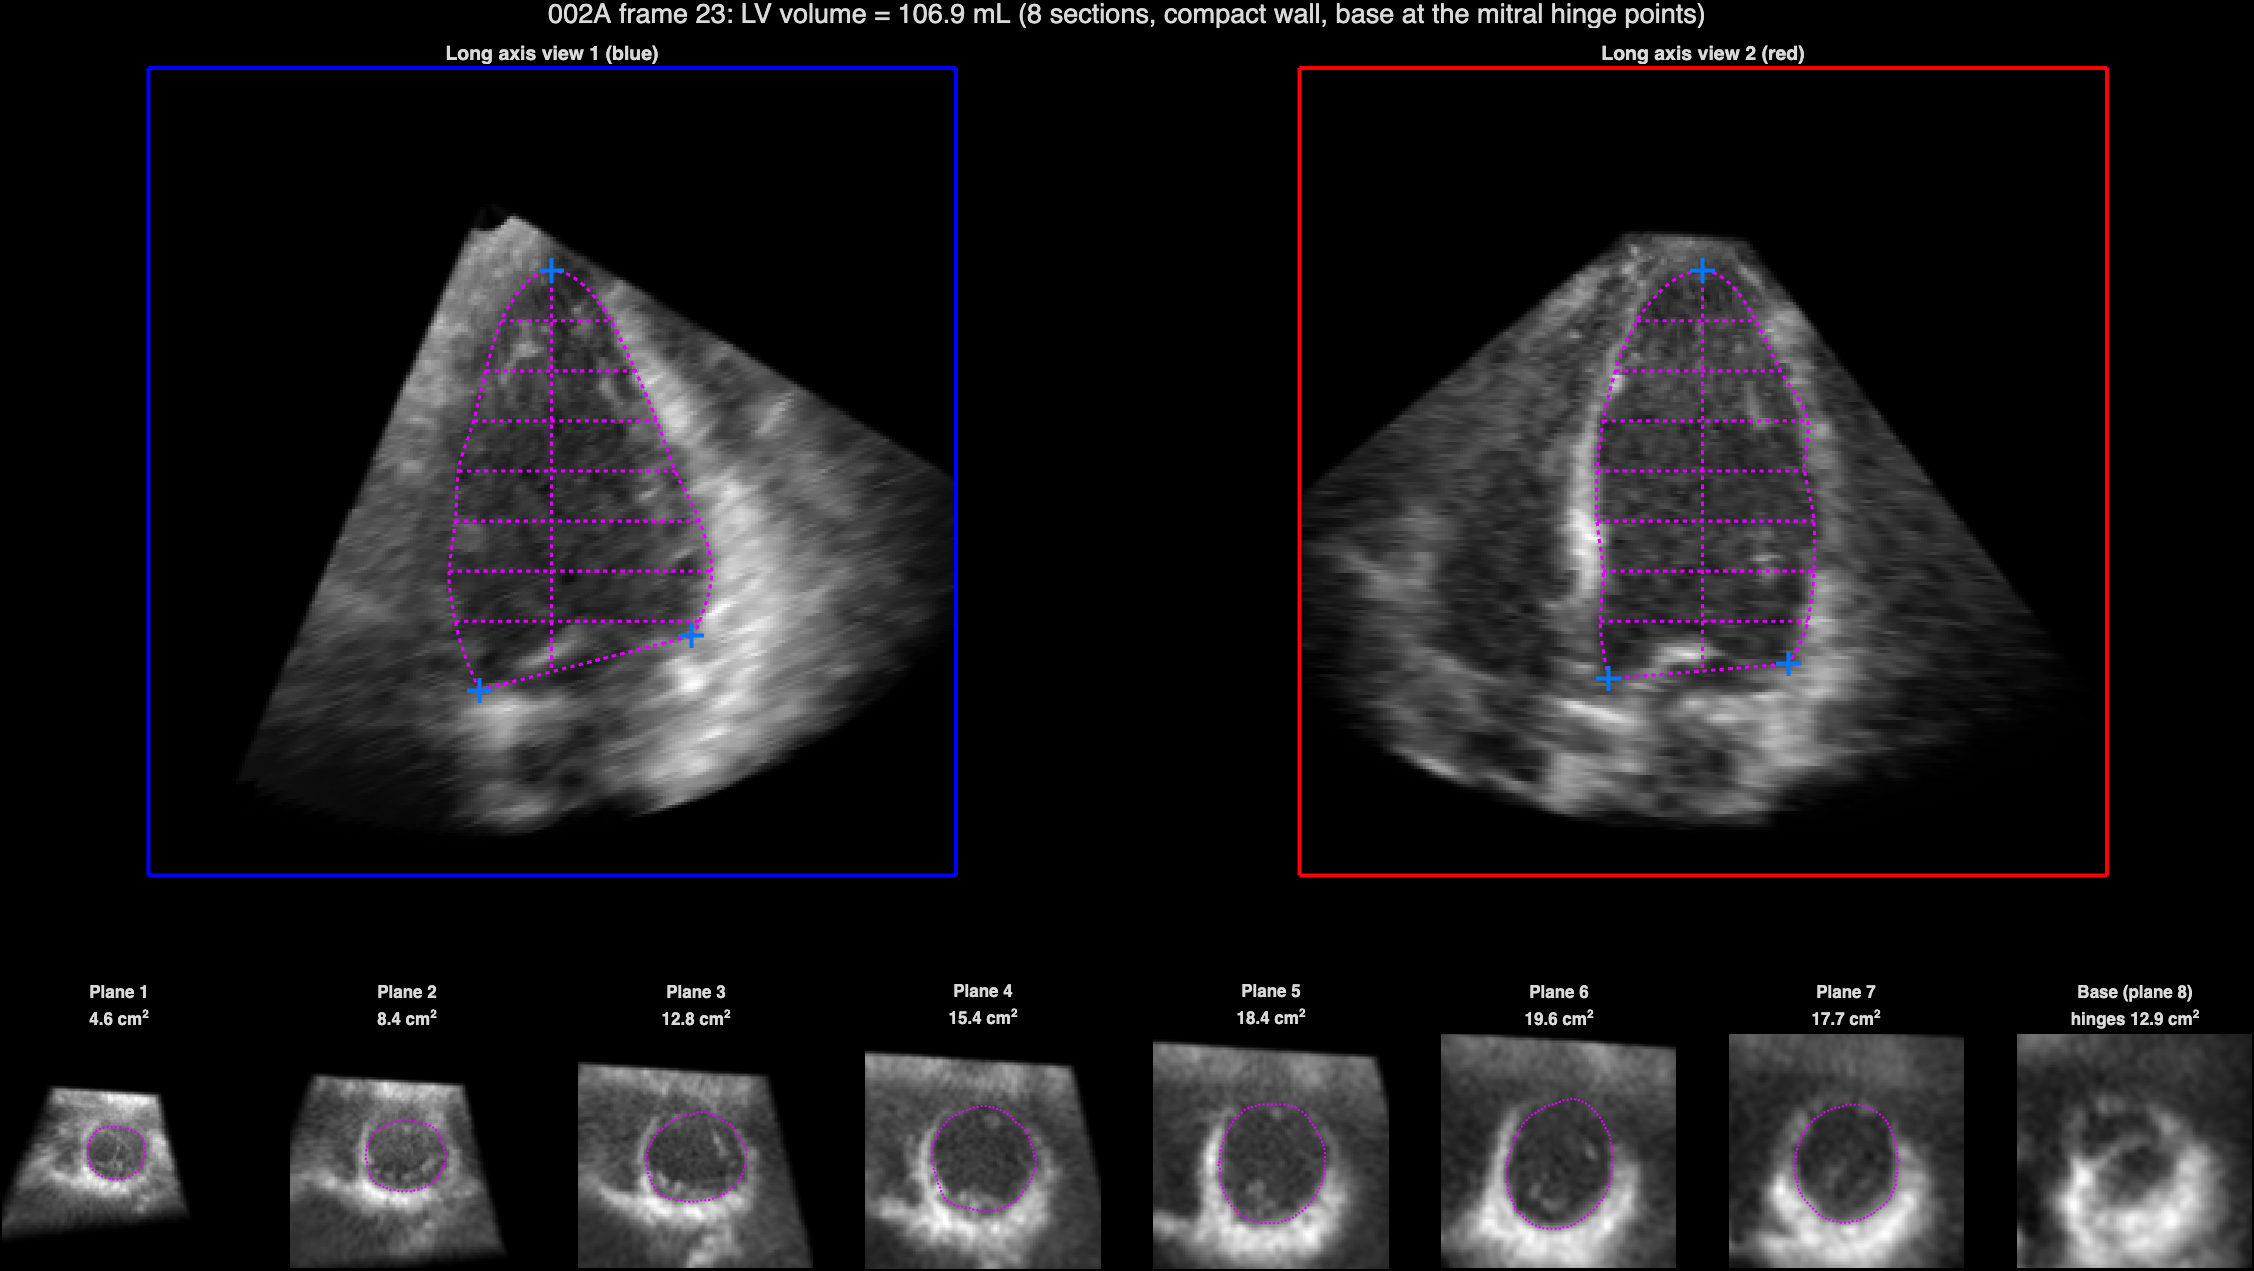 002A frame 23: LV volume = 106.9 mL (8 sections, compact wall, base at the mitral hinge points)
Long axis view 1 (blue)
Long axis view 2 (red)
Plane 1
4.6 cm²
Plane 2
8.4 cm²
Plane 3
12.8 cm²
Plane 4
15.4 cm²
Plane 5
18.4 cm²
Plane 6
19.6 cm²
Plane 7
17.7 cm²
Base (plane 8)
hinges 12.9 cm²